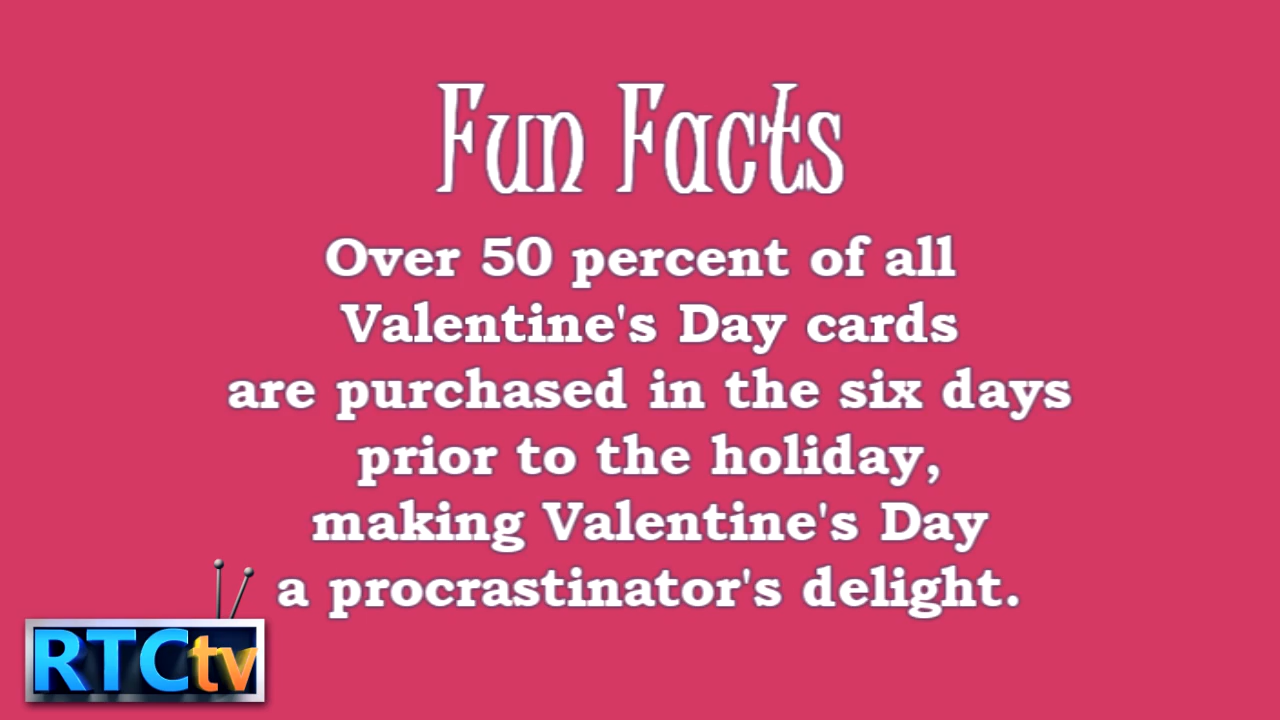 Fun Facts
Over 50 percent of all
Valentine's Day cards
are purchased in the six days
prior to the holiday,
making Valentine's Day
a procrastinator's delight.
RTCtv